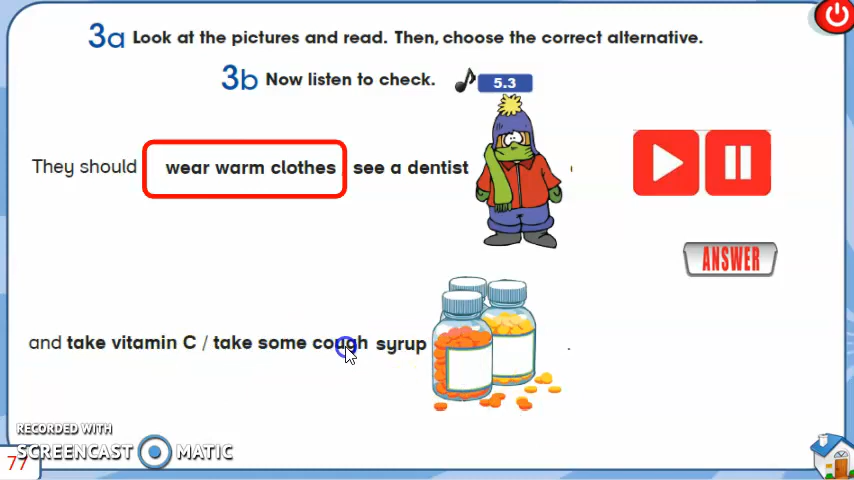 3a Look at the pictures and read. Then, choose the correct alternative.
3b Now listen to check. 5.3
They should wear warm clothes see a dentist
ANSWER
and take vitamin C / take some cough syrup .
RECORDED WITH
SCREENCAST MATIC
77